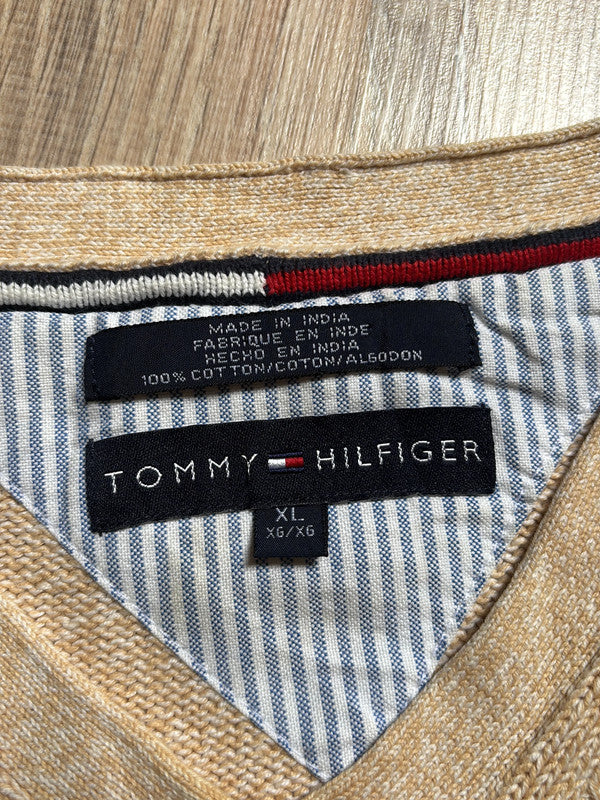 MADE IN INDIA
FABRIQUE EN INDE
HECHO EN INDIA
100% COTTON/COTON/ALGODON
TOMMY HILFIGER
XL
XG/XG